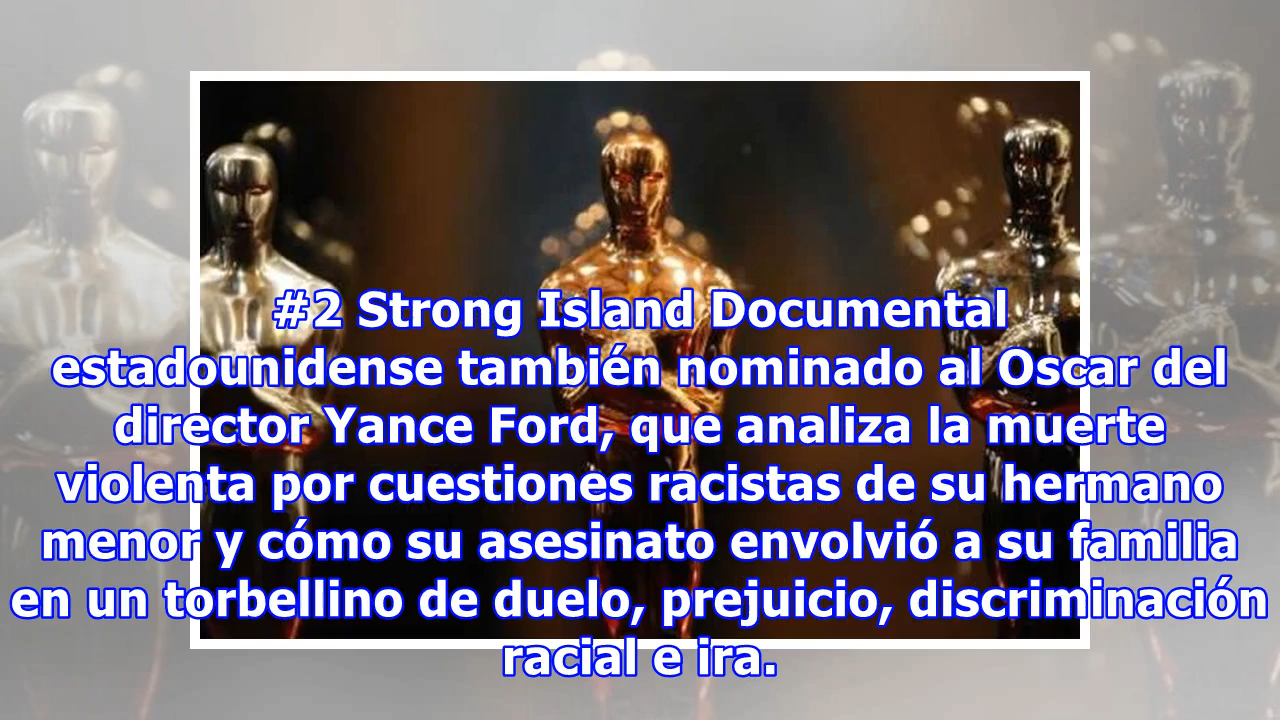 #2 Strong Island Documental
estadounidense también nominado al Oscar del
director Yance Ford, que analiza la muerte
violenta por cuestiones racistas de su hermano
menor y cómo su asesinato envolvió a su familia
en un torbellino de duelo, prejuicio, discriminación
racial e ira.